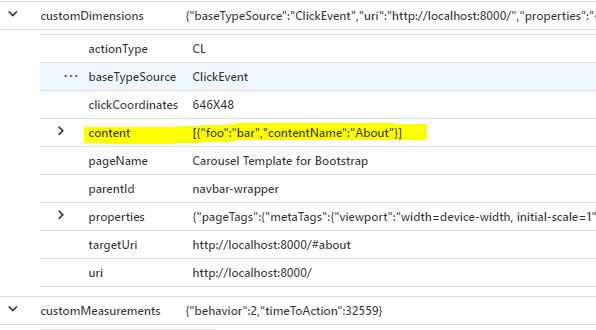 customDimensions {"baseTypeSource":"ClickEvent","uri":"http://localhost:8000/","properties":"{
actionType CL
··· baseTypeSource ClickEvent
clickCoordinates 646X48
content [{"foo":"bar","contentName":"About"}]
pageName Carousel Template for Bootstrap
parentId navbar-wrapper
properties {"pageTags":{"metaTags":{"viewport":"width=device-width, initial-scale=1"
targetUri http://localhost:8000/#about
uri http://localhost:8000/
customMeasurements {"behavior":2,"timeToAction":32559}